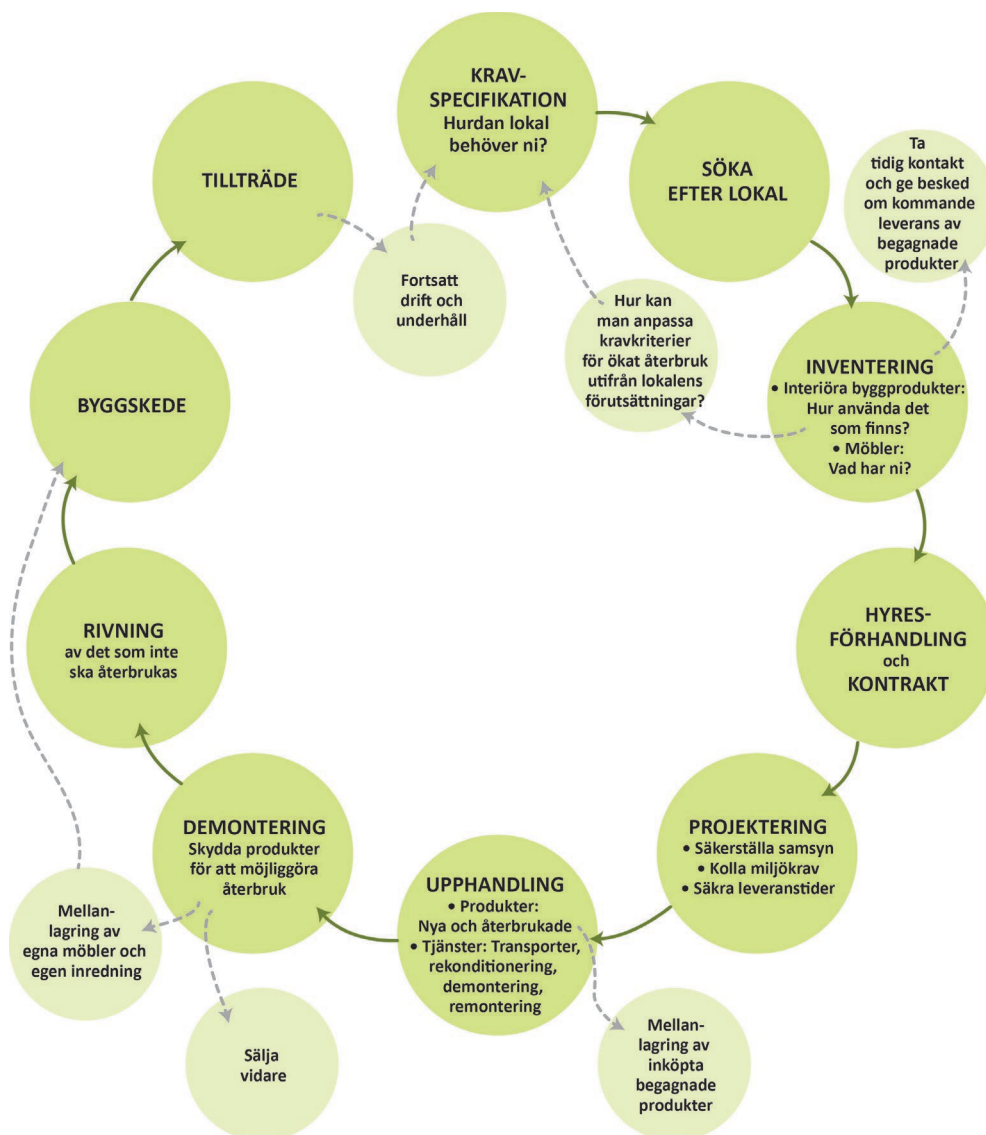 KRAV-
SPECIFIKATION
Hurdan lokal
behöver ni?
SÖKA
EFTER LOKAL
Ta
tidig kontakt
och ge besked
om kommande
leverans av
begagnade
produkter
INVENTERING
• Interiöra byggprodukter:
Hur använda det
som finns?
• Möbler:
Vad har ni?
Hur kan
man anpassa
kravkriterier
för ökat återbruk
utifrån lokalens
förutsättningar?
HYRES-
FÖRHANDLING
och
KONTRAKT
PROJEKTERING
• Säkerställa samsyn
• Kolla miljökrav
• Säkra leveranstider
UPPHANDLING
• Produkter:
Nya och återbrukade
• Tjänster: Transporter,
rekonditionering,
demontering,
remontering
Mellan-
lagring av
inköpta
begagnade
produkter
DEMONTERING
Skydda produkter
för att möjliggöra
återbruk
Sälja
vidare
Mellan-
lagring av
egna möbler och
egen inredning
RIVNING
av det som inte
ska återbrukas
BYGGSKEDE
TILLTRÄDE
Fortsatt
drift och
underhåll